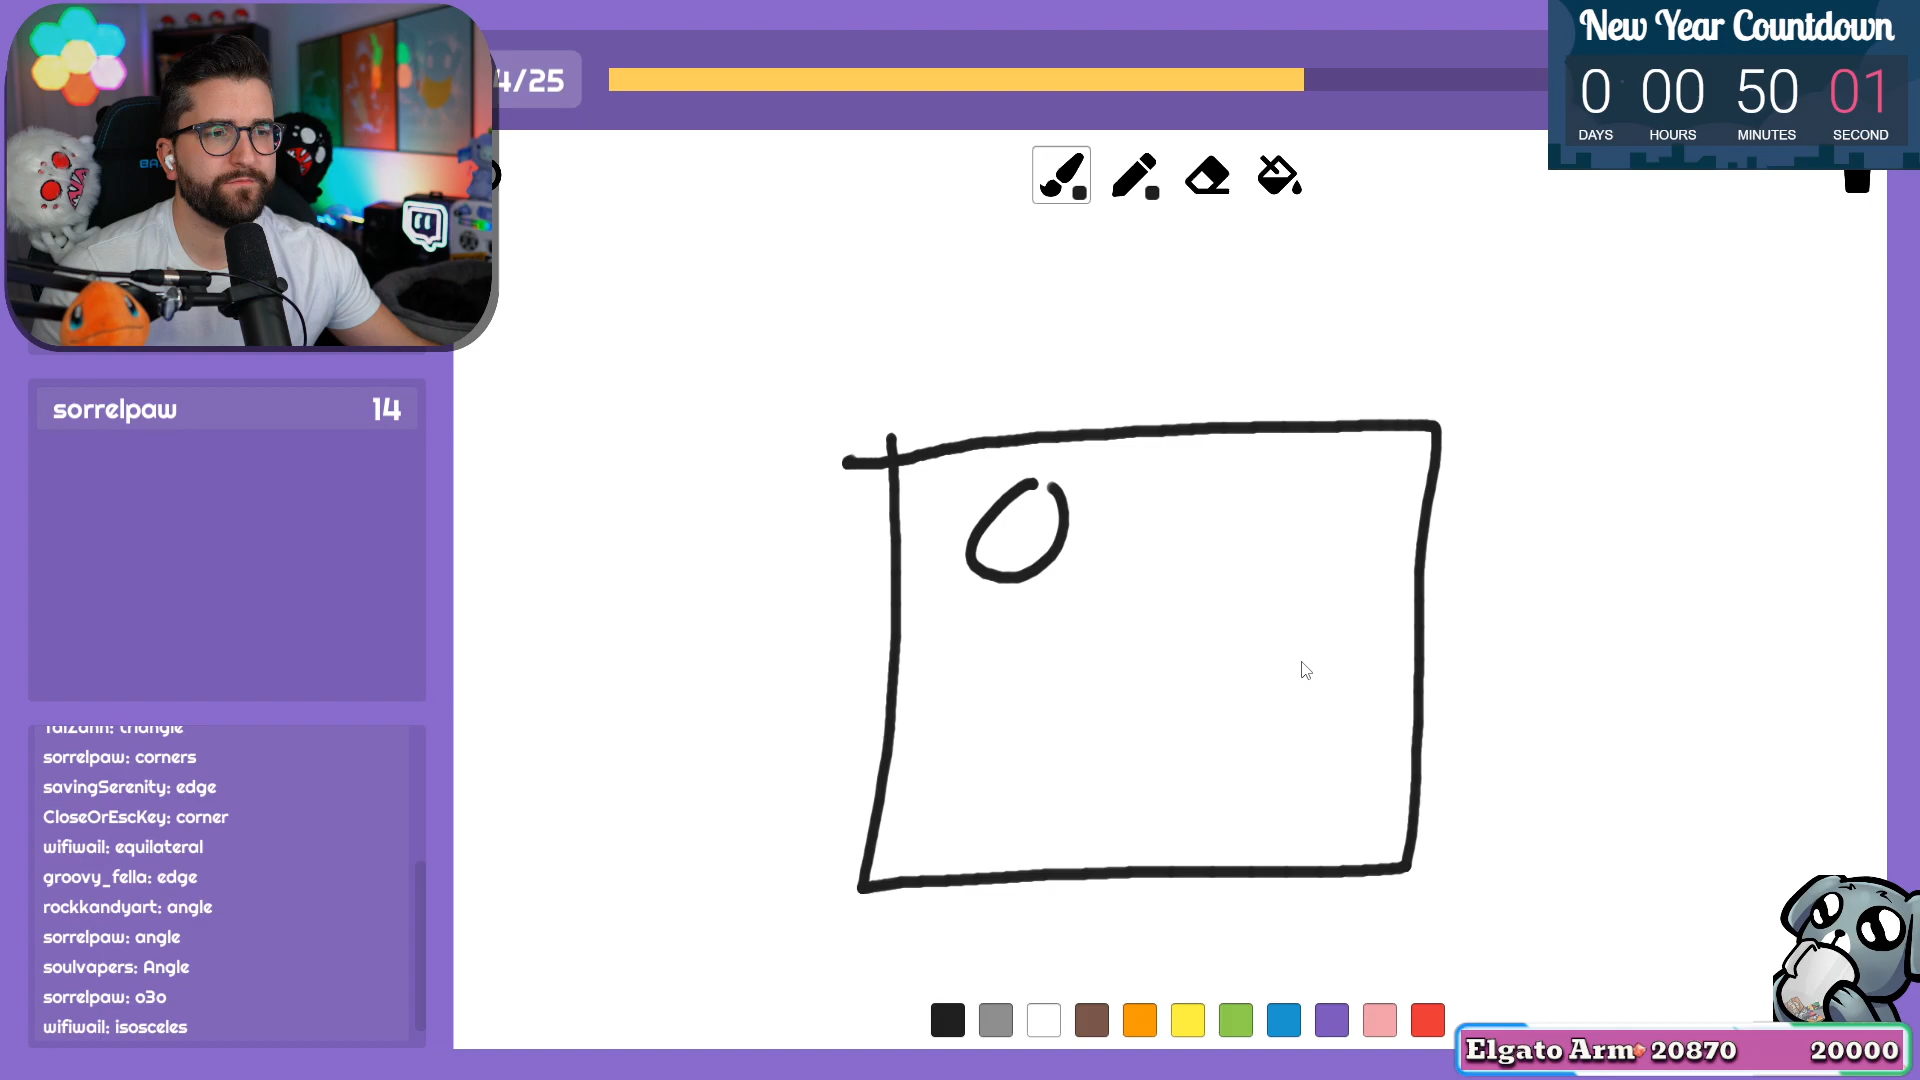 4/25
New Year Countdown
0 00 50 01
DAYS HOURS MINUTES SECOND
sorrelpaw 14
sorrelpaw: corners
savingSerenity: edge
CloseOrEscKey: corner
wifiwail: equilateral
groovy_fella: edge
rockkandyart: angle
sorrelpaw: angle
soulvapers: Angle
sorrelpaw: o3o
wifiwail: isosceles
Elgato Arm 20870 20000